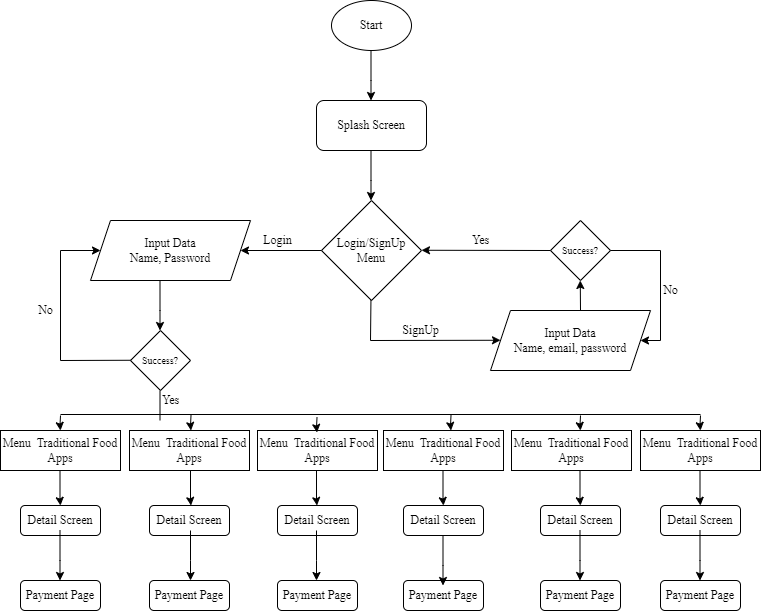 Start
Splash Screen
Login/SignUp
Menu
Login
Yes
Input Data
Name, Password
Success?
No
No
SignUp
Input Data
Name, email, password
Success?
Yes
Menu  Traditional Food
Apps
Menu  Traditional Food
Apps
Menu  Traditional Food
Apps
Menu  Traditional Food
Apps
Menu  Traditional Food
Apps
Menu  Traditional Food
Apps
Detail Screen
Detail Screen
Detail Screen
Detail Screen
Detail Screen
Detail Screen
Payment Page
Payment Page
Payment Page
Payment Page
Payment Page
Payment Page